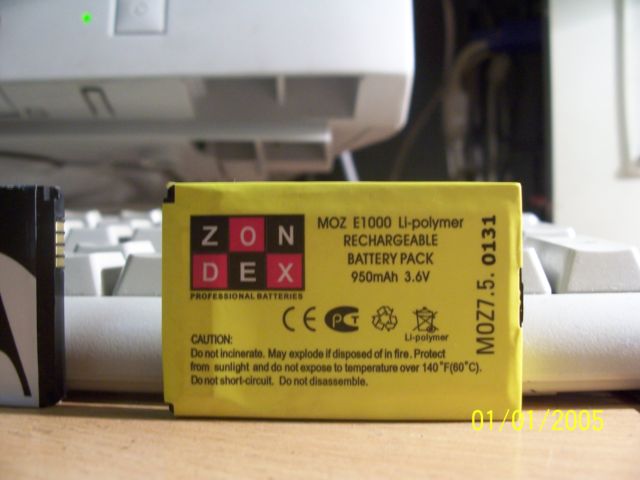 ZON
DEX
PROFESSIONAL BATTERIES
MOZ E1000 Li-polymer
RECHARGEABLE
BATTERY PACK
950mAh 3.6V
CE PCT
Li-polymer
MOZ7.5.0131
CAUTION:
Do not incinerate. May explode if disposed of in fire. Protect
from sunlight and do not expose to temperature over 140°F(60°C).
Do not short-circuit. Do not disassemble.
01/01/2005